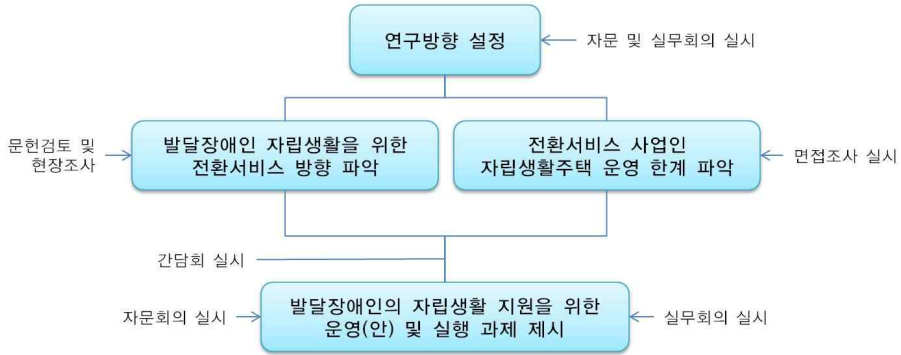 연구방향 설정
자문 및 실무회의 실시
문헌검토 및
현장조사
발달장애인 자립생활을 위한
전환서비스 방향 파악
전환서비스 사업인
자립생활주택 운영 한계 파악
면접조사 실시
간담회 실시
자문회의 실시
발달장애인의 자립생활 지원을 위한
운영(안) 및 실행 과제 제시
실무회의 실시